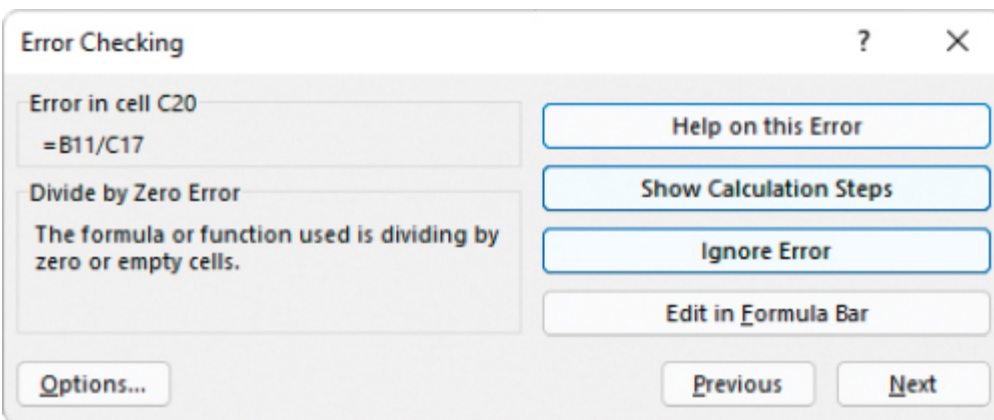 Error Checking
?
Error in cell C20
=B11/C17
Divide by Zero Error
The formula or function used is dividing by
zero or empty cells.
Help on this Error
Show Calculation Steps
Ignore Error
Edit in Formula Bar
Options...
Previous
Next